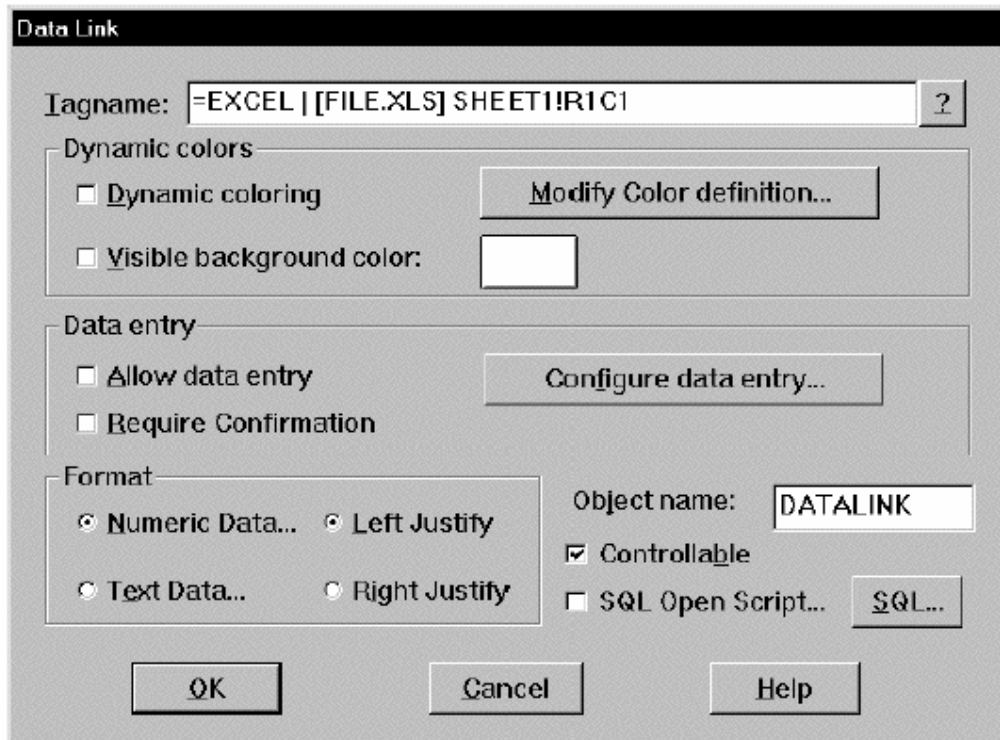 Data Link
Tagname: =EXCEL | [FILE.XLS] SHEET1!R1C1 ?
Dynamic colors
Dynamic coloring Modify Color definition...
Visible background color:
Data entry
Allow data entry Configure data entry...
Require Confirmation
Format
Numeric Data... Left Justify
Text Data... Right Justify
Object name: DATALINK
Controllable
SQL Open Script... SQL...
OK Cancel Help